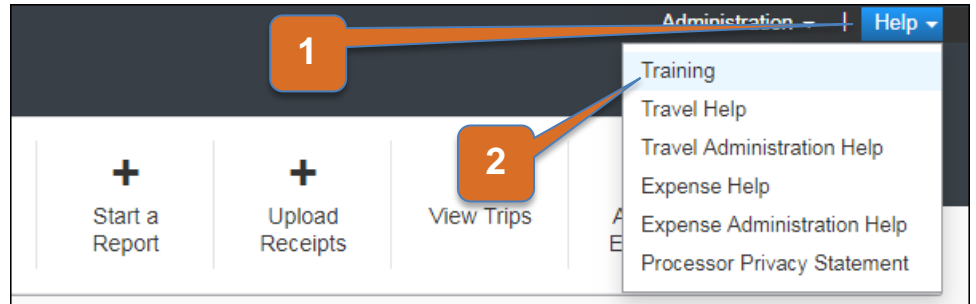 Administration
Help
1
Training
Travel Help
2
Travel Administration Help
+
+
Expense Help
Start a
Report
Upload
Receipts
View Trips
A
E
Expense Administration Help
Processor Privacy Statement